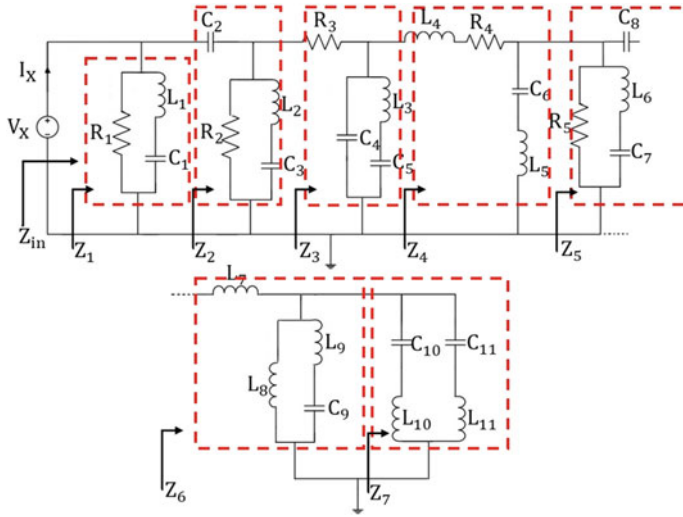 C₂
R₃
L₄
R₄
C₈
Iₓ
Vₓ
R₁
L₁
C₁
R₂
L₂
C₃
C₄
L₃
C₅
C₆
L₅
R₅
L₆
C₇
Zᵢₙ
Z₁
Z₂
Z₃
Z₄
Z₅
L₇
L₈
L₉
C₉
C₁₀
C₁₁
L₁₀
L₁₁
Z₆
Z₇